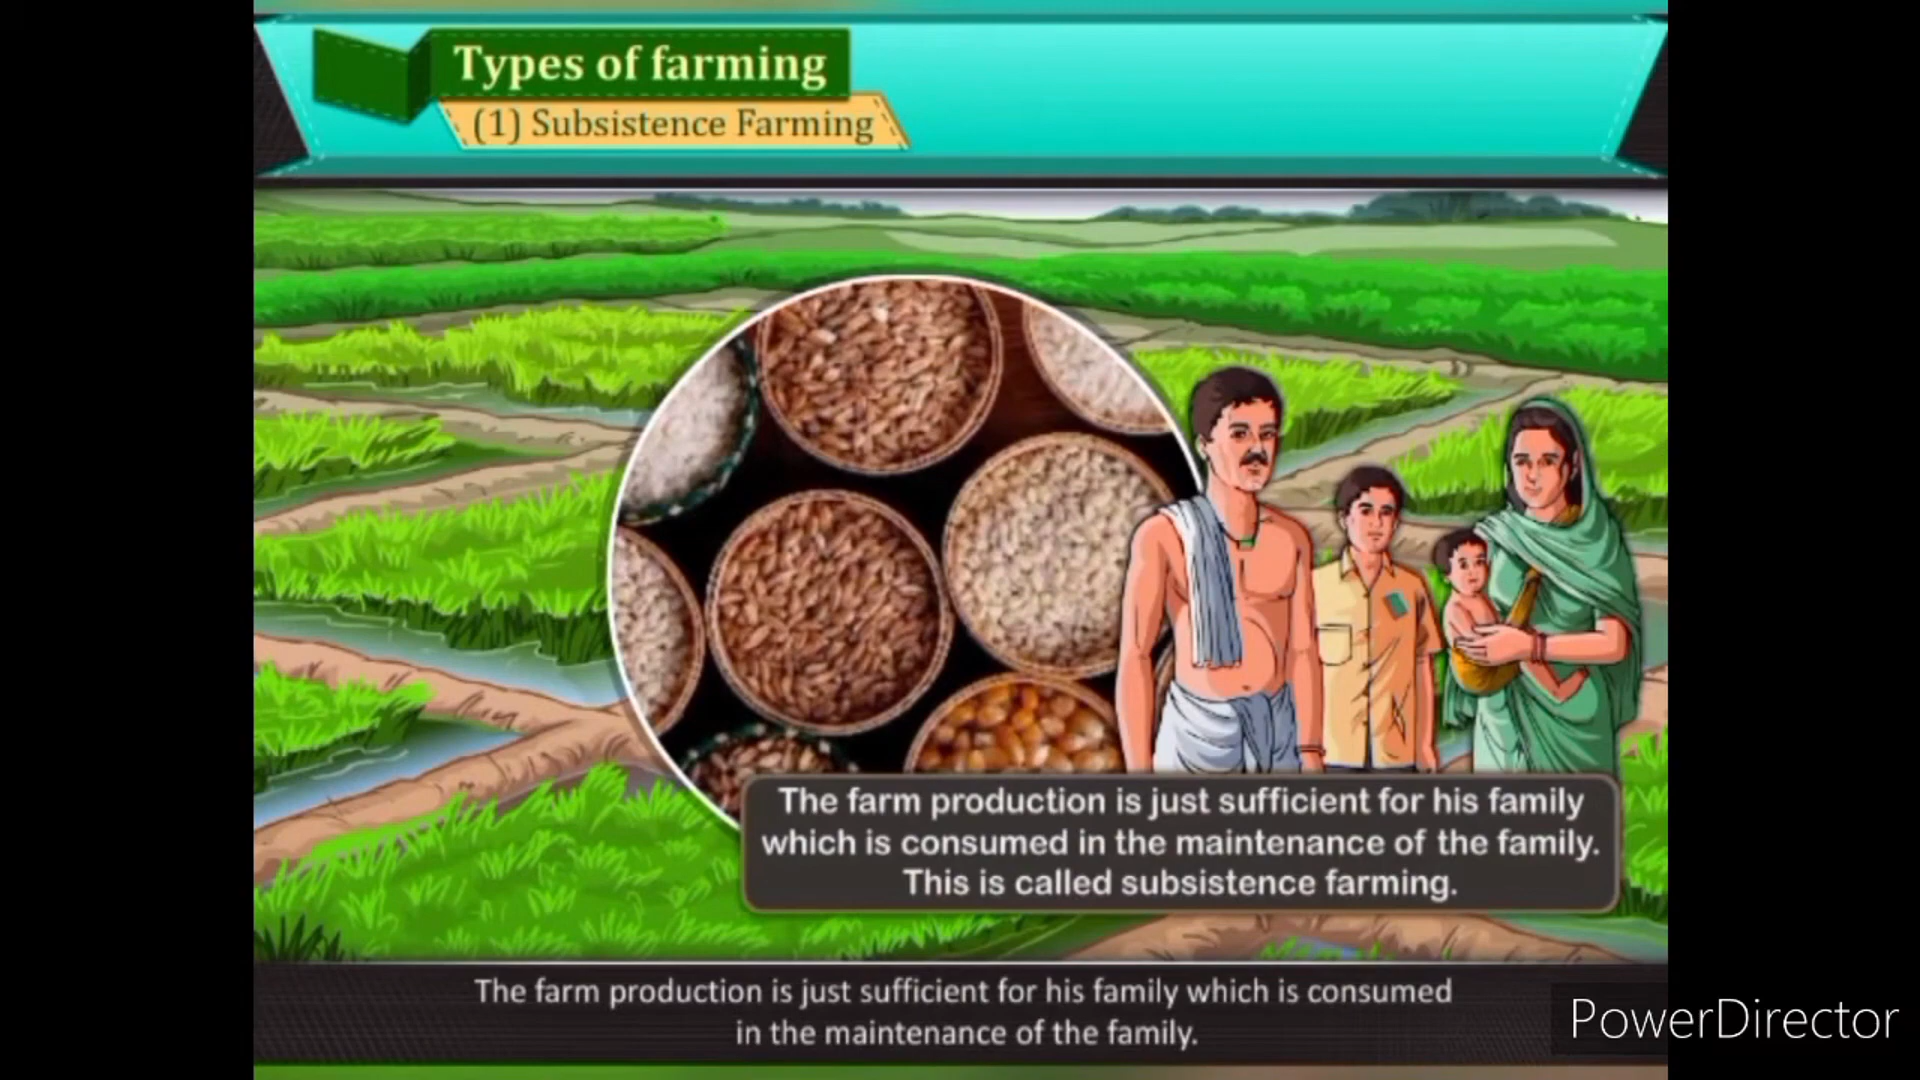 Types of farming
(1) Subsistence Farming
The farm production is just sufficient for his family
which is consumed in the maintenance of the family.
This is called subsistence farming.
The farm production is just sufficient for his family which is consumed
in the maintenance of the family.
PowerDirector